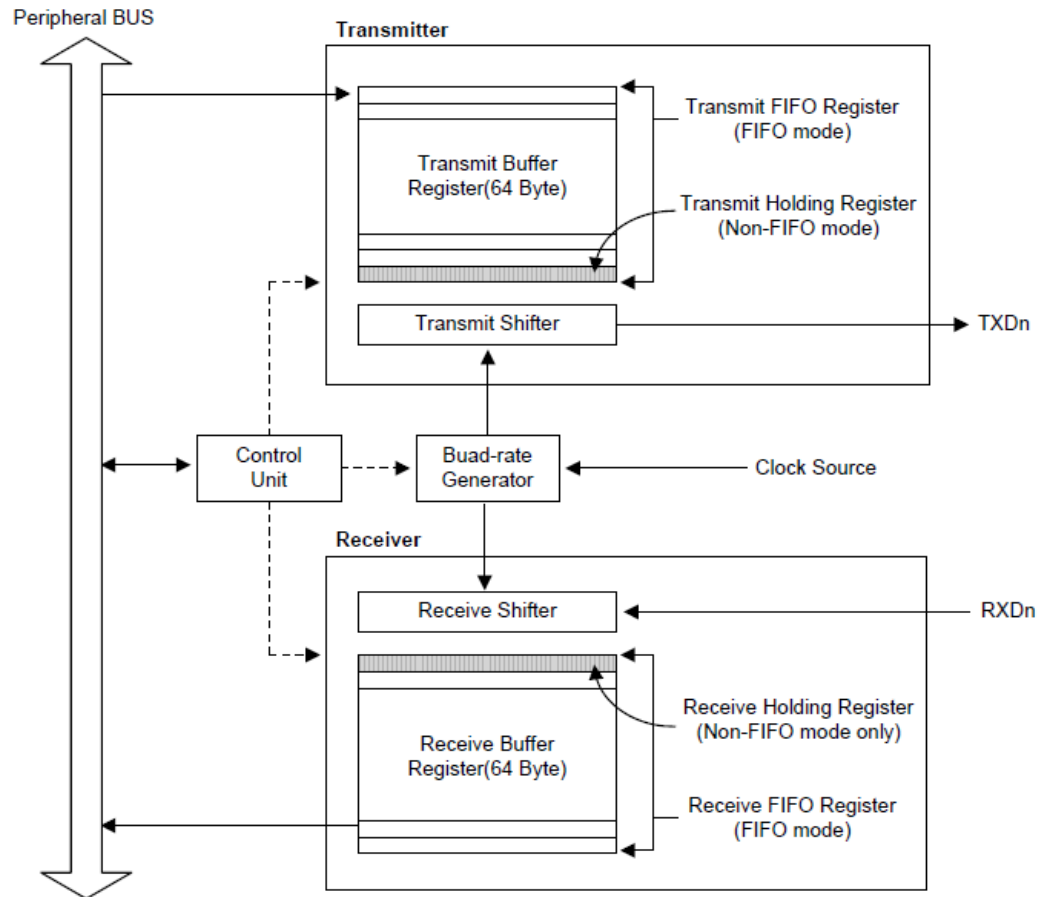 Peripheral BUS
Transmitter
Transmit FIFO Register
(FIFO mode)
Transmit Buffer
Register(64 Byte)
Transmit Holding Register
(Non-FIFO mode)
Transmit Shifter
TXDn
Control
Unit
Buad-rate
Generator
Clock Source
Receiver
Receive Shifter
RXDn
Receive Holding Register
(Non-FIFO mode only)
Receive Buffer
Register(64 Byte)
Receive FIFO Register
(FIFO mode)